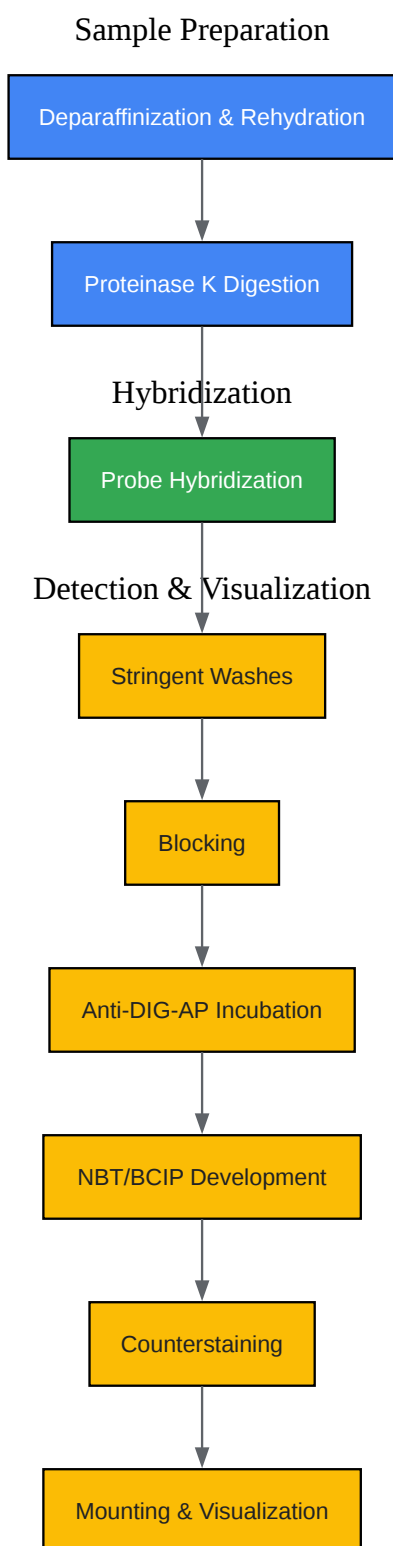 Sample Preparation
Deparaffinization & Rehydration
Proteinase K Digestion
Hybridization
Probe Hybridization
Detection & Visualization
Stringent Washes
Blocking
Anti-DIG-AP Incubation
NBT/BCIP Development
Counterstaining
Mounting & Visualization